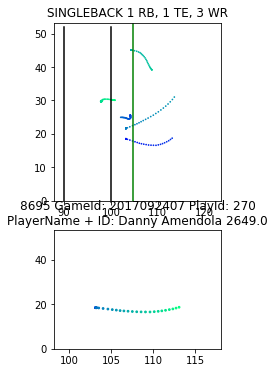 SINGLEBACK 1 RB, 1 TE, 3 WR
50
40
30
20
10
0
90 100 110 120
8695 GameId: 2017092407 PlayId: 270
PlayerName + ID: Danny Amendola 2649.0
40
20
0
100 105 110 115